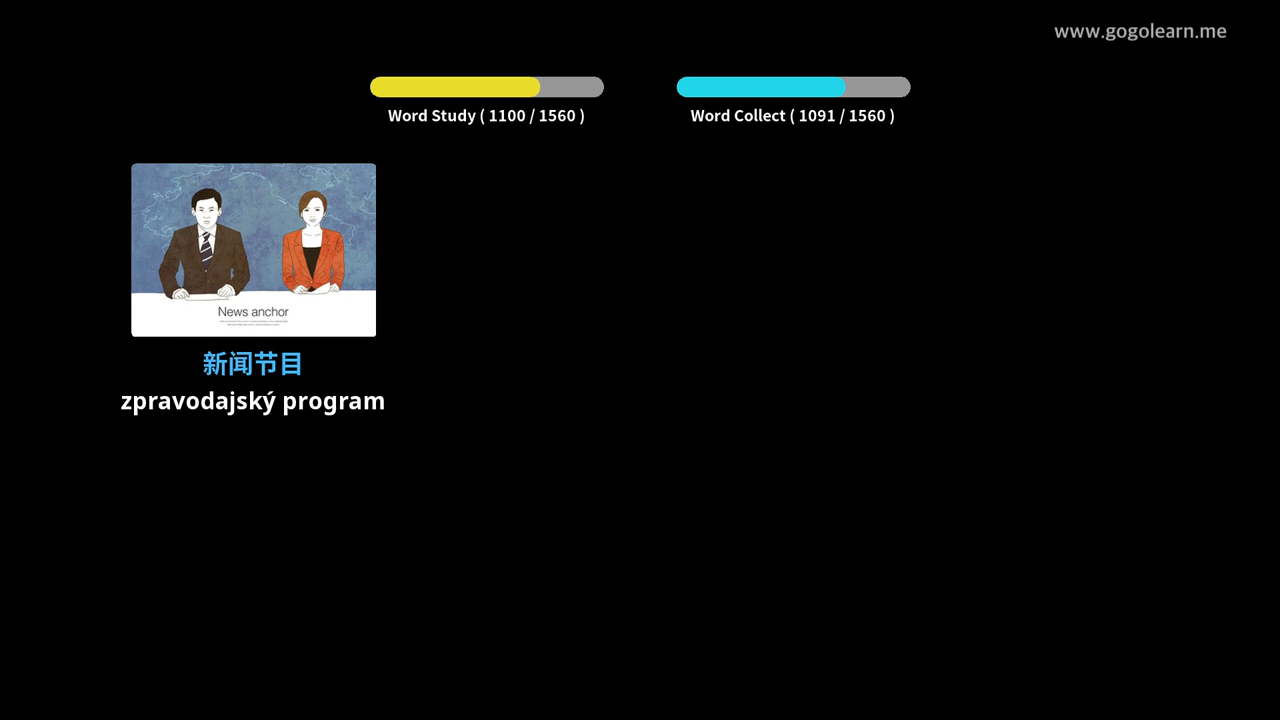 www.gogolearn.me
Word Study ( 1100 / 1560 )
Word Collect ( 1091 / 1560 )
News anchor
新闻节目
zpravodajský program